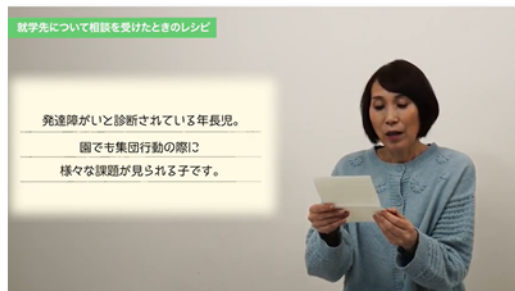 就学先について相談を受けたときのレシピ
発達障がいと診断されている年長児。
園でも集団行動の際に
様々な課題が見られる子です。